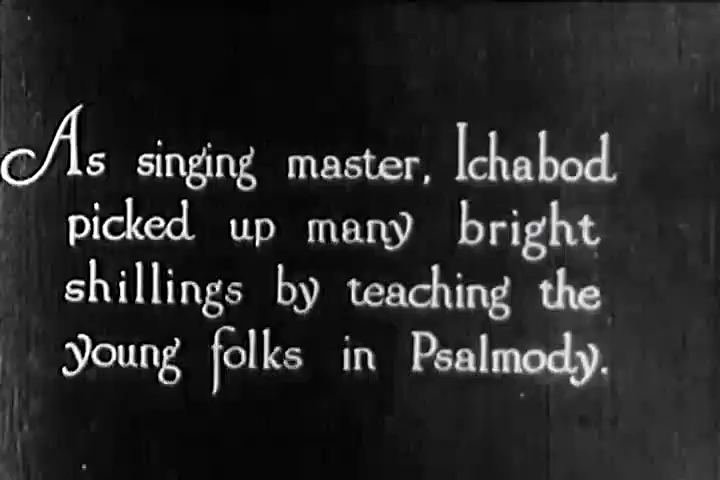 As singing master, Ichabod
picked up many bright
shillings by teaching the
young folks in Psalmody.